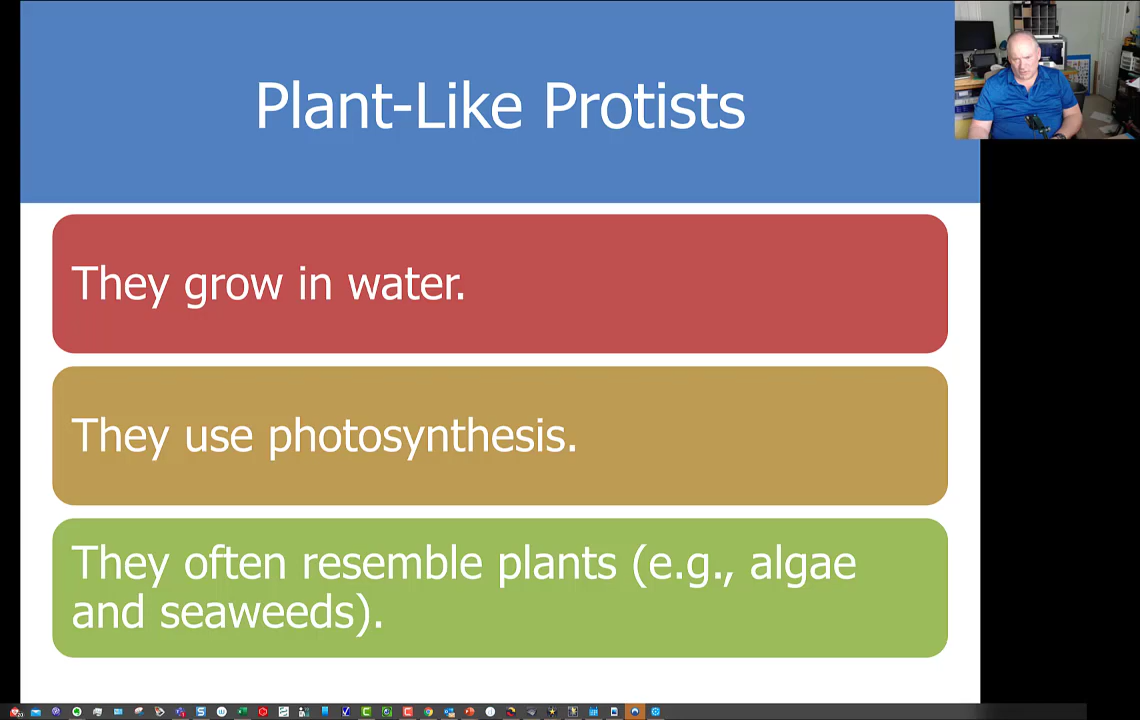 Plant-Like Protists
They grow in water.
They use photosynthesis.
They often resemble plants (e.g., algae
and seaweeds).